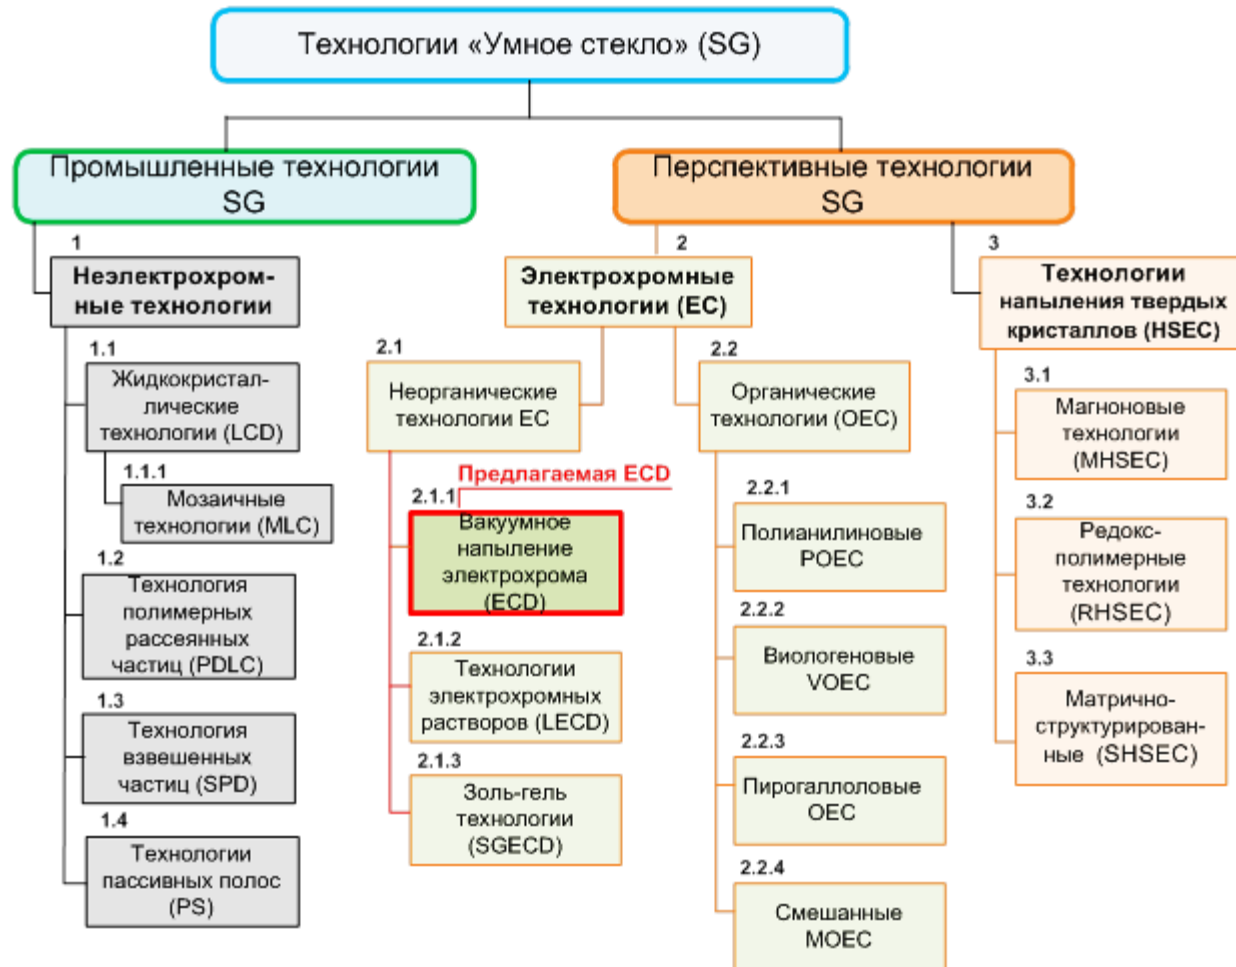 Технологии «Умное стекло» (SG)
Промышленные технологии
SG
Перспективные технологии
SG
1
Неэлектрохром-
ные технологии
1.1
Жидкокристал-
лические
технологии (LCD)
1.1.1
Мозаичные
технологии (MLC)
1.2
Технология
полимерных
рассеянных
частиц (PDLC)
1.3
Технология
взвешенных
частиц (SPD)
1.4
Технологии
пассивных полос
(PS)
2
Электрохромные
технологии (EC)
2.1
Неорганические
технологии EC
Предлагаемая ECD
2.1.1
Вакуумное
напыление
электрохрома
(ECD)
2.1.2
Технологии
электрохромных
растворов (LECD)
2.1.3
Золь-гель
технологии
(SGECD)
2.2
Органические
технологии (OEC)
2.2.1
Полианилиновые
POEC
2.2.2
Виологеновые
VOEC
2.2.3
Пирогаллоловые
OEC
2.2.4
Смешанные
MOEC
3
Технологии
напыления твердых
кристаллов (HSEC)
3.1
Магноновые
технологии
(MHSEC)
3.2
Редокс-
полимерные
технологии
(RHSEC)
3.3
Матрично-
структурирован-
ные (SHSEC)